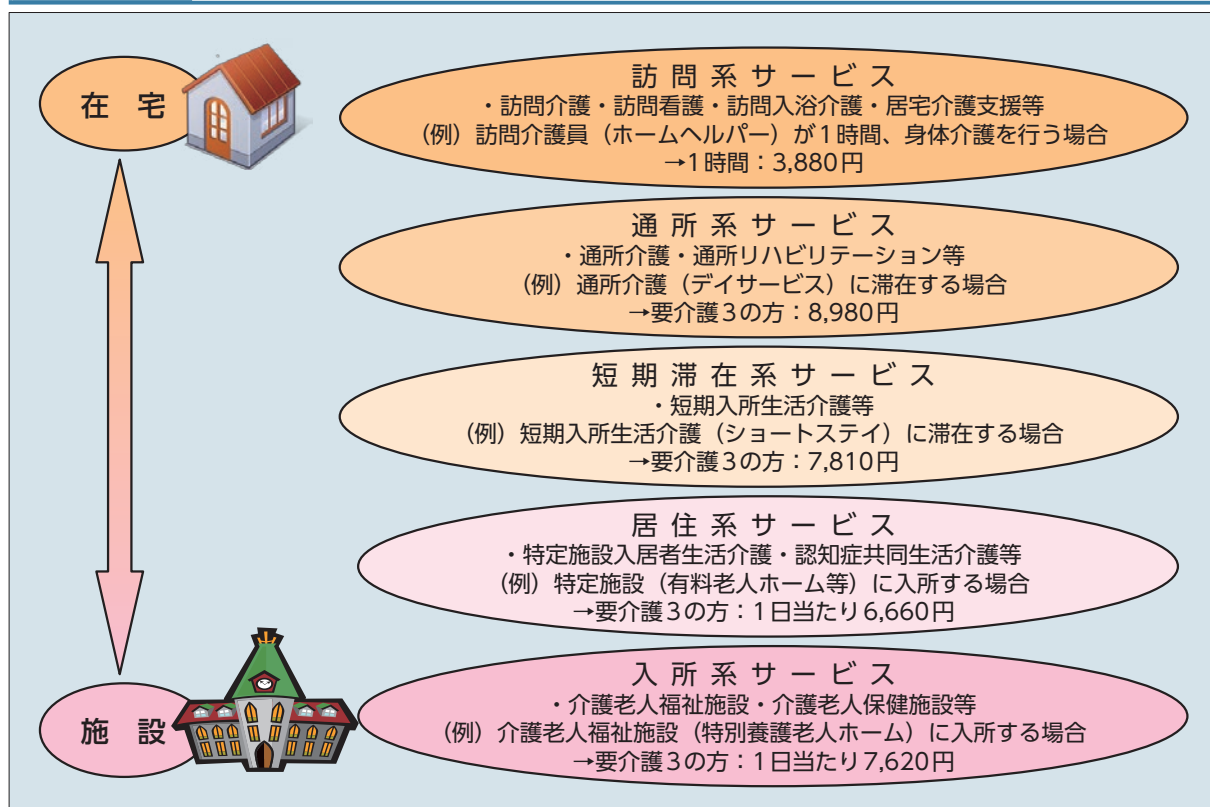 在 宅
訪 問 系 サ ー ビ ス
・訪問介護・訪問看護・訪問入浴介護・居宅介護支援等
（例）訪問介護員（ホームヘルパー）が１時間、身体介護を行う場合
→１時間：3,880円
通 所 系 サ ー ビ ス
・通所介護・通所リハビリテーション等
（例）通所介護（デイサービス）に滞在する場合
→要介護３の方：8,980円
短 期 滞 在 系 サ ー ビ ス
・短期入所生活介護等
（例）短期入所生活介護（ショートステイ）に滞在する場合
→要介護３の方：7,810円
居 住 系 サ ー ビ ス
・特定施設入居者生活介護・認知症共同生活介護等
（例）特定施設（有料老人ホーム等）に入所する場合
→要介護３の方：１日当たり6,660円
施 設
入 所 系 サ ー ビ ス
・介護老人福祉施設・介護老人保健施設等
（例）介護老人福祉施設（特別養護老人ホーム）に入所する場合
→要介護３の方：１日当たり7,620円